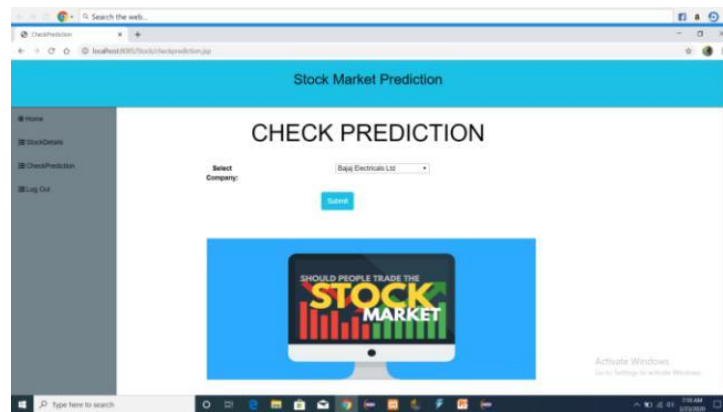 Search the web...
CheckPrediction
localhost:8085/Stock/checkprediction.jsp
Stock Market Prediction
Home
StockDetails
CheckPrediction
Log Out
CHECK PREDICTION
Select
Company:
Bajaj Electricals Ltd
Submit
SHOULD PEOPLE TRADE THE
STOCK
MARKET
Activate Windows
Go to Settings to activate Windows.
Type here to search